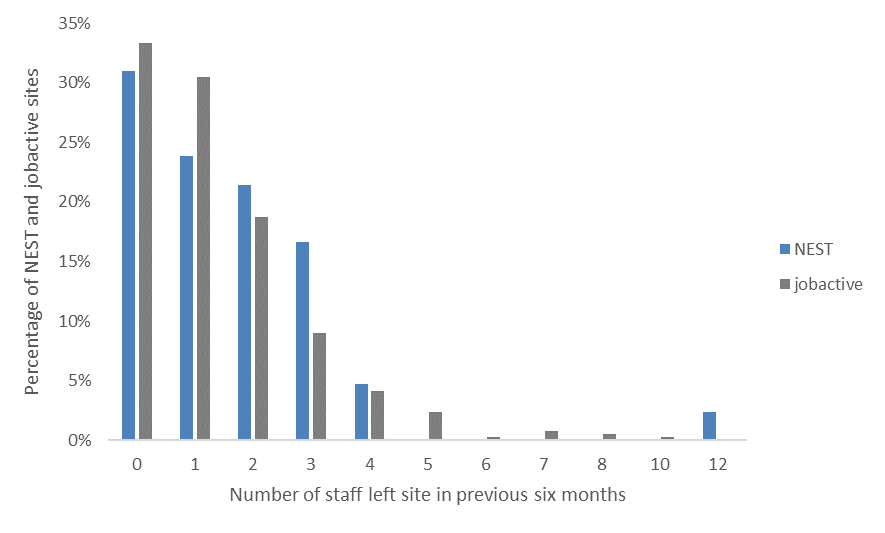 35%
30%
25%
20%
15%
10%
5%
0%
Percentage of NEST and jobactive sites
0 1 2 3 4 5 6 7 8 10 12
Number of staff left site in previous six months
NEST
jobactive